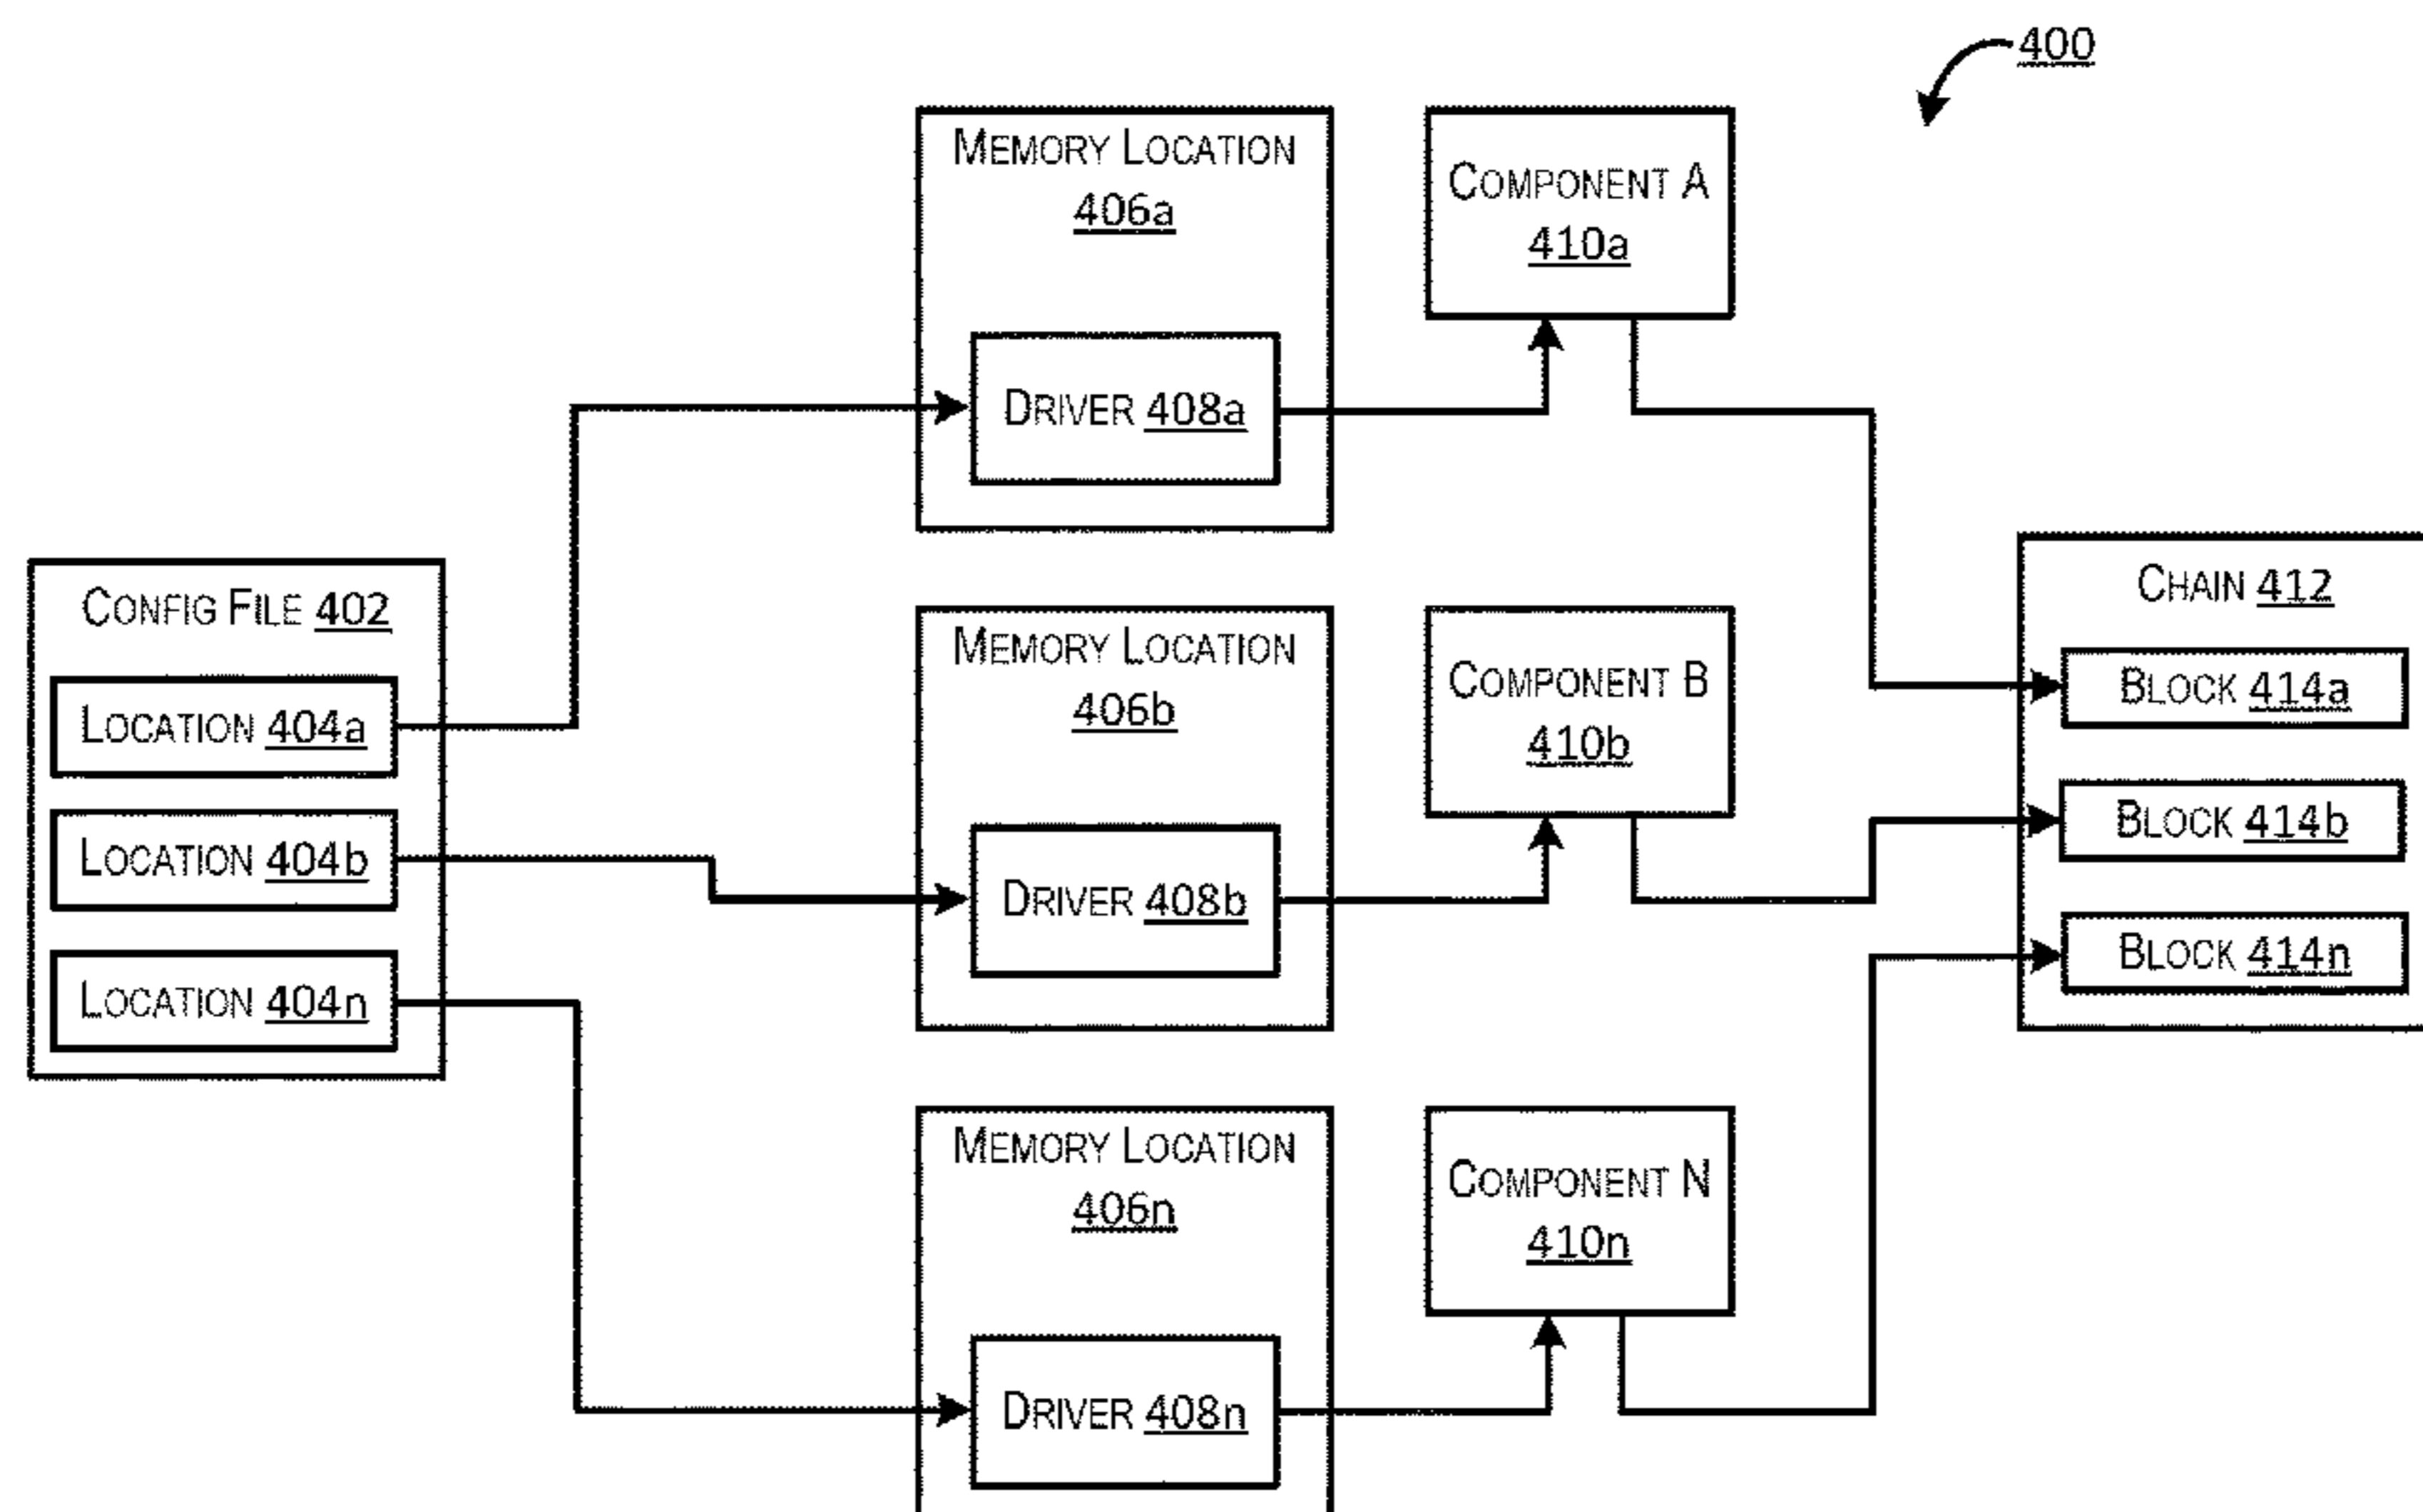 400
MEMORY LOCATION
406a
COMPONENT A
410a
DRIVER 408a
CONFIG FILE 402
LOCATION 404a
LOCATION 404b
LOCATION 404n
MEMORY LOCATION
406b
COMPONENT B
410b
DRIVER 408b
CHAIN 412
BLOCK 414a
BLOCK 414b
BLOCK 414n
MEMORY LOCATION
406n
COMPONENT N
410n
DRIVER 408n